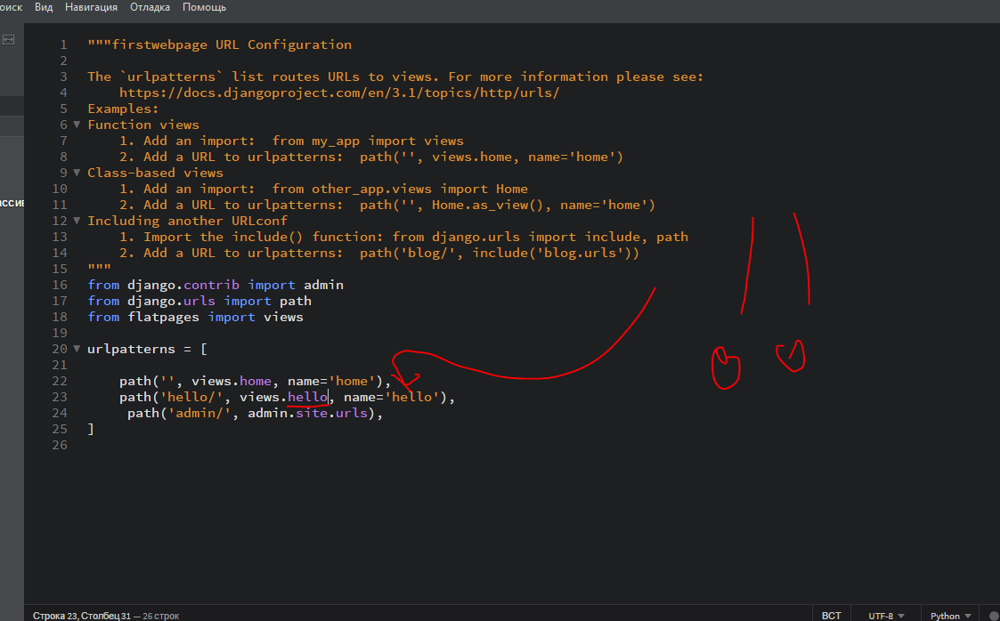 оиск Вид Навигация Отладка Помощь
1 """firstwebpage URL Configuration
2
3 The `urlpatterns` list routes URLs to views. For more information please see:
4 https://docs.djangoproject.com/en/3.1/topics/http/urls/
5 Examples:
6 Function views
7 1. Add an import:  from my_app import views
8 2. Add a URL to urlpatterns:  path('', views.home, name='home')
9 Class-based views
10 1. Add an import:  from other_app.views import Home
11 2. Add a URL to urlpatterns:  path('', Home.as_view(), name='home')
12 Including another URLconf
13 1. Import the include() function: from django.urls import include, path
14 2. Add a URL to urlpatterns:  path('blog/', include('blog.urls'))
15 """
16 from django.contrib import admin
17 from django.urls import path
18 from flatpages import views
19
20 urlpatterns = [
21
22 path('', views.home, name='home'),
23 path('hello/', views.hello, name='hello'),
24 path('admin/', admin.site.urls),
25 ]
26
ассив
Строка 23, Столбец 31 — 26 строк ВСТ UTF-8 Python